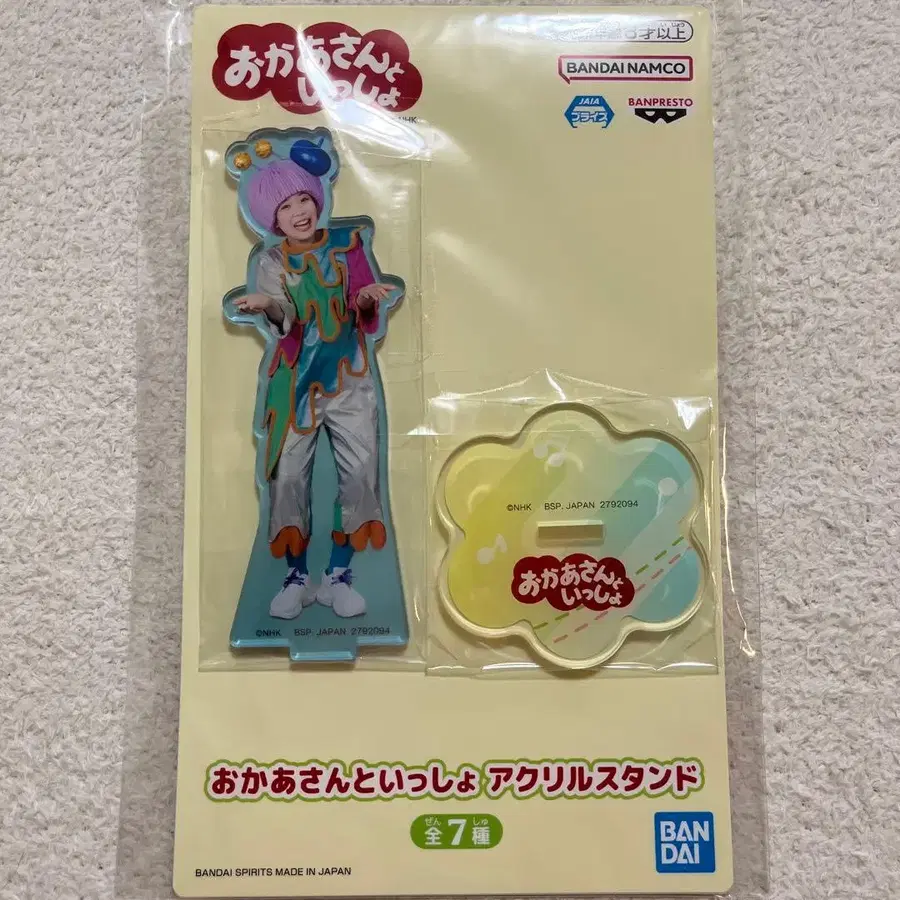 おかあさんと
いっしょ
NHK
才以上
BANDAI NAMCO
JAIA
プライズ
BANPRESTO
©NHK BSP. JAPAN 2792094
おかあさんと
いっしょ
©NHK BSP. JAPAN 2792094
おかあさんといっしょ アクリルスタンド
ぜん しゅ
全7種
BAN
DAI
BANDAI SPIRITS MADE IN JAPAN